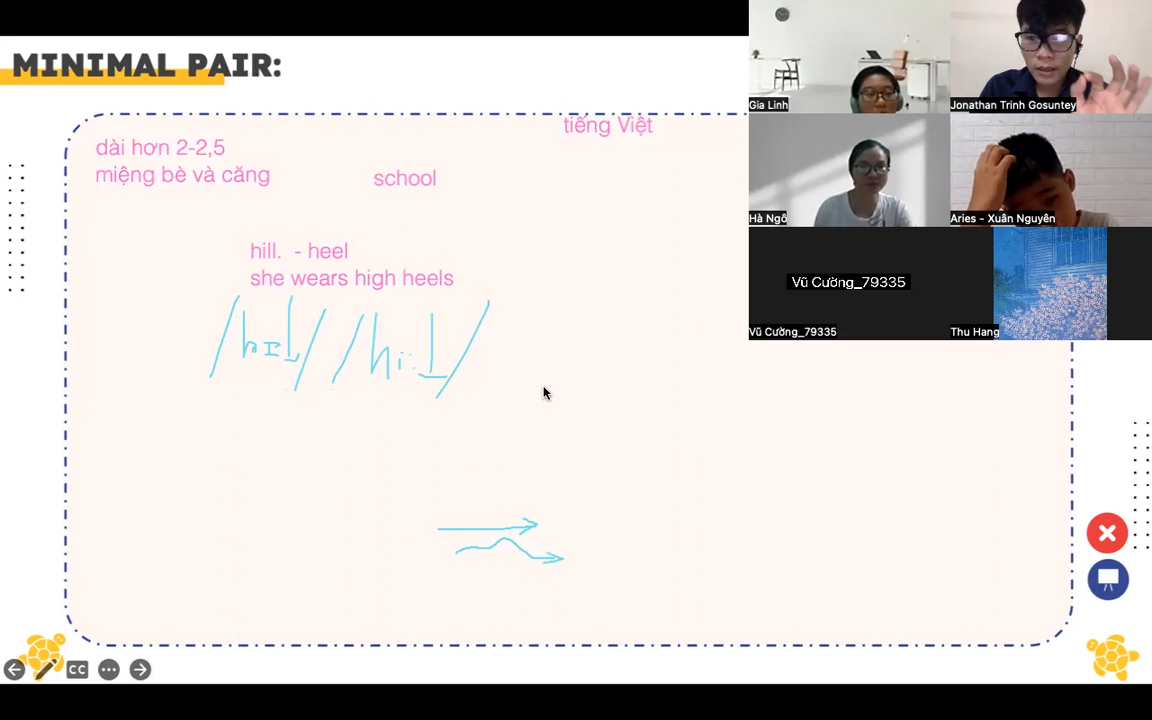 MINIMAL PAIR:
tiếng Việt
dài hơn 2-2,5
miệng bè và căng
school
hill. - heel
she wears high heels
/hɪl/ /hi:l/
Gia Linh
Jonathan Trinh Gosuntey
Hà Ngô
Aries - Xuân Nguyên
Vũ Cường_79335
Vũ Cường_79335
Thu Hang
CC